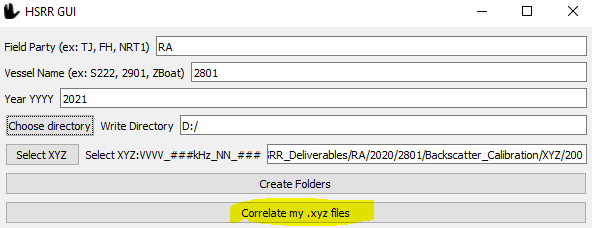 HSRR GUI
Field Party (ex: TJ, FH, NRT1) RA
Vessel Name (ex: S222, 2901, ZBoat) 2801
Year YYYY 2021
Choose directory Write Directory D:/
Select XYZ Select XYZ:VVVV_###kHz_NN_### SRR_Deliverables/RA/2020/2801/Backscatter_Calibration/XYZ/200
Create Folders
Correlate my .xyz files